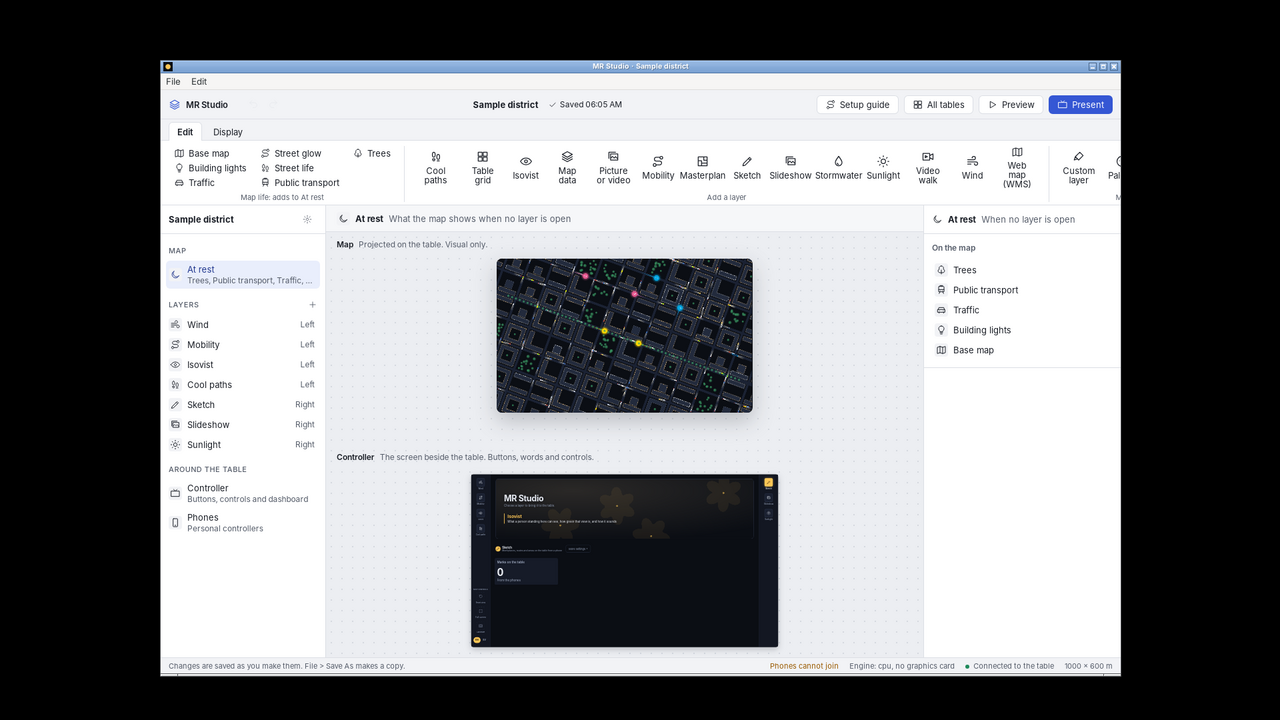 MR Studio - Sample district
File Edit
MR Studio
Sample district
Saved 06:05 AM
Setup guide
All tables
Preview
Present
Edit
Display
Base map
Street glow
Trees
Building lights
Street life
Traffic
Public transport
Map life: adds to At rest
Cool paths
Table grid
Isovist
Map data
Picture or video
Mobility
Masterplan
Sketch
Slideshow
Stormwater
Sunlight
Video walk
Wind
Web map (WMS)
Add a layer
Custom layer
Sample district
MAP
At rest
Trees, Public transport, Traffic, ...
LAYERS
Wind Left
Mobility Left
Isovist Left
Cool paths Left
Sketch Right
Slideshow Right
Sunlight Right
AROUND THE TABLE
Controller
Buttons, controls and dashboard
Phones
Personal controllers
At rest What the map shows when no layer is open
Map Projected on the table. Visual only.
Controller The screen beside the table. Buttons, words and controls.
MR Studio
Isovist
Marks on the table
0
At rest When no layer is open
On the map
Trees
Public transport
Traffic
Building lights
Base map
Changes are saved as you make them. File > Save As makes a copy.
Phones cannot join
Engine: cpu, no graphics card
Connected to the table
1000 × 600 m